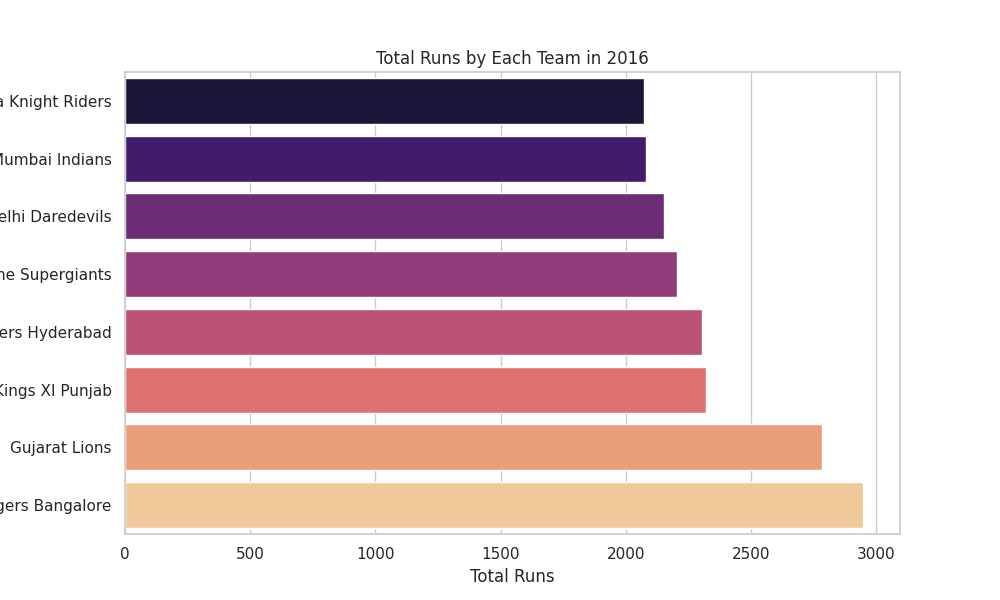 Total Runs by Each Team in 2016
a Knight Riders
Mumbai Indians
elhi Daredevils
ne Supergiants
ers Hyderabad
Kings XI Punjab
Gujarat Lions
gers Bangalore
0 500 1000 1500 2000 2500 3000
Total Runs